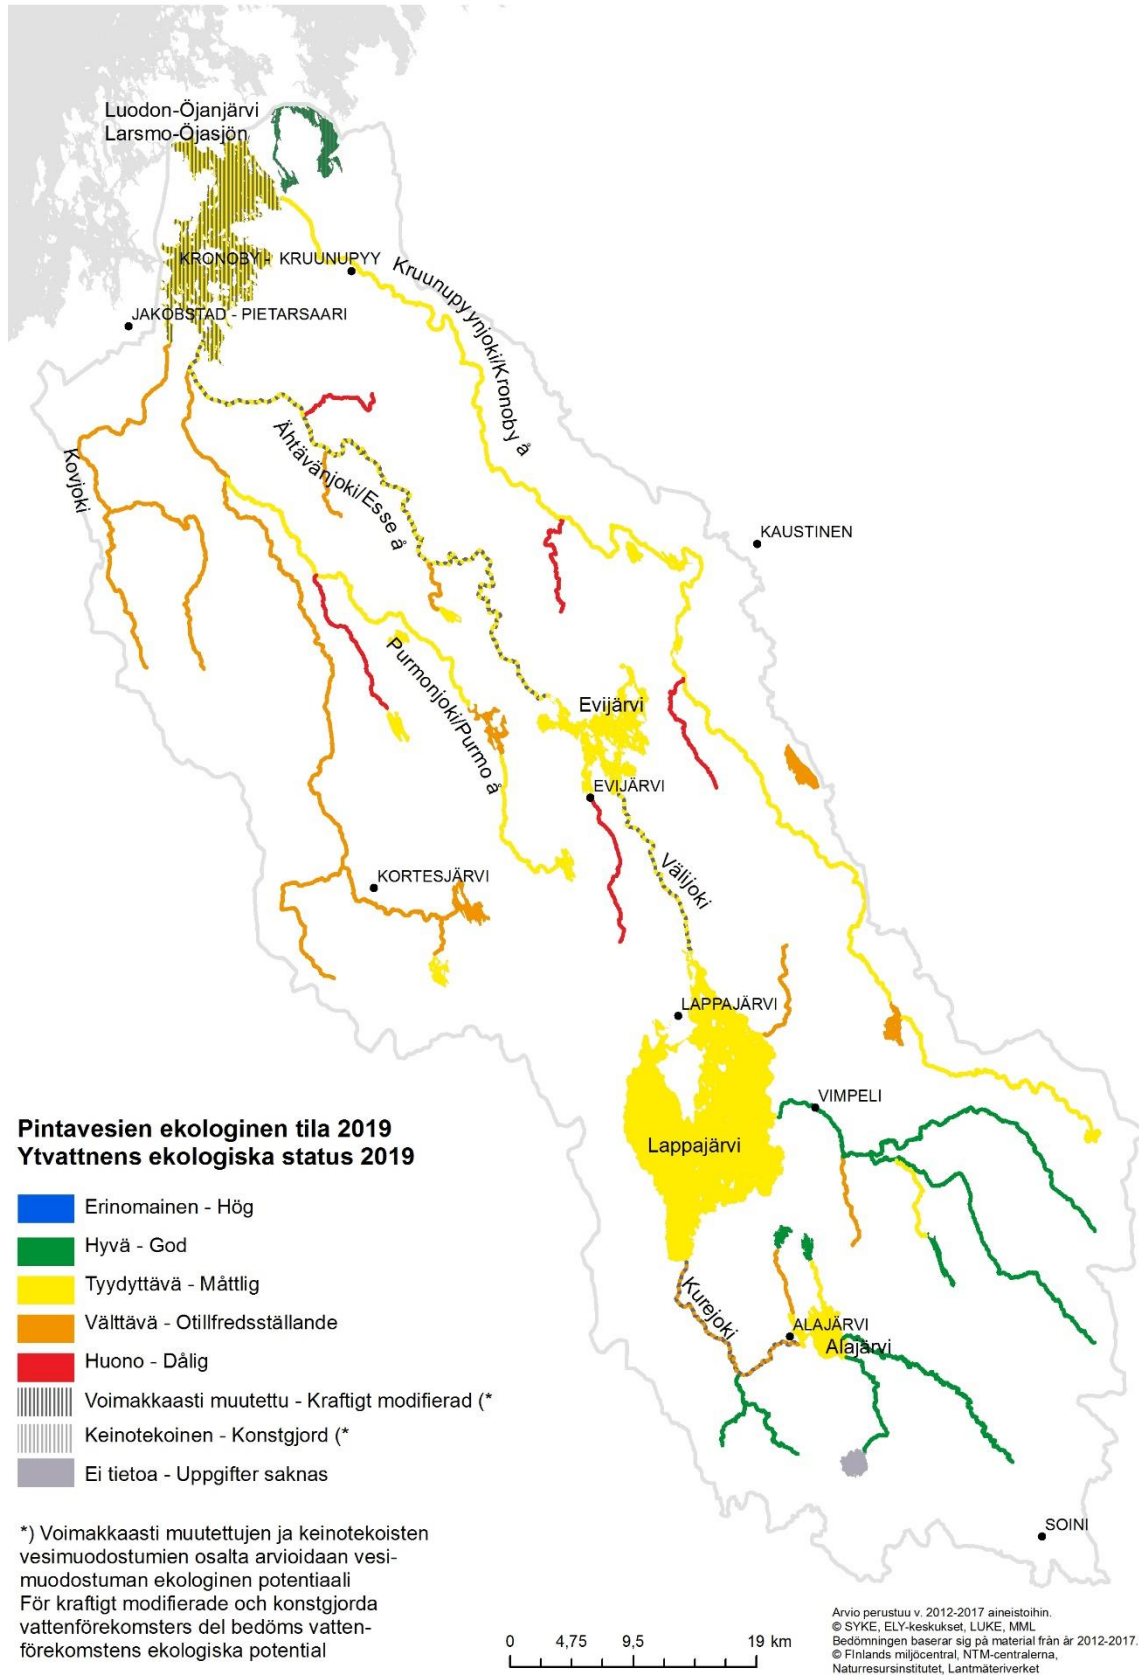 Luodon-Öjanjärvi
Larsmo-Öjasjön
KRONOBY - KRUUNUPYY
Kruunupyynjoki/Kronoby å
JAKOBSTAD - PIETARSAARI
Ähtävänjoki/Esse å
Kovjoki
KAUSTINEN
Purmonjoki/Purmo å
Evijärvi
EVIJÄRVI
Välijoki
KORTESJÄRVI
LAPPAJÄRVI
VIMPELI
Lappajärvi
Kurejoki
ALAJÄRVI
Alajärvi
SOINI
Pintavesien ekologinen tila 2019
Ytvattnens ekologiska status 2019
Erinomainen - Hög
Hyvä - God
Tyydyttävä - Måttlig
Välttävä - Otillfredsställande
Huono - Dålig
Voimakkaasti muutettu - Kraftigt modifierad (*
Keinotekoinen - Konstgjord (*
Ei tietoa - Uppgifter saknas
*) Voimakkaasti muutettujen ja keinotekoisten
vesimuodostumien osalta arvioidaan vesi-
muodostuman ekologinen potentiaali
För kraftigt modifierade och konstgjorda
vattenförekomsters del bedöms vatten-
förekomstens ekologiska potential
0 4,75 9,5 19 km
Arvio perustuu v. 2012-2017 aineistoihin.
© SYKE, ELY-keskukset, LUKE, MML
Bedömningen baserar sig på material från år 2012-2017.
© FInlands miljöcentral, NTM-centralerna,
Naturresursinstitutet, Lantmäteriverket